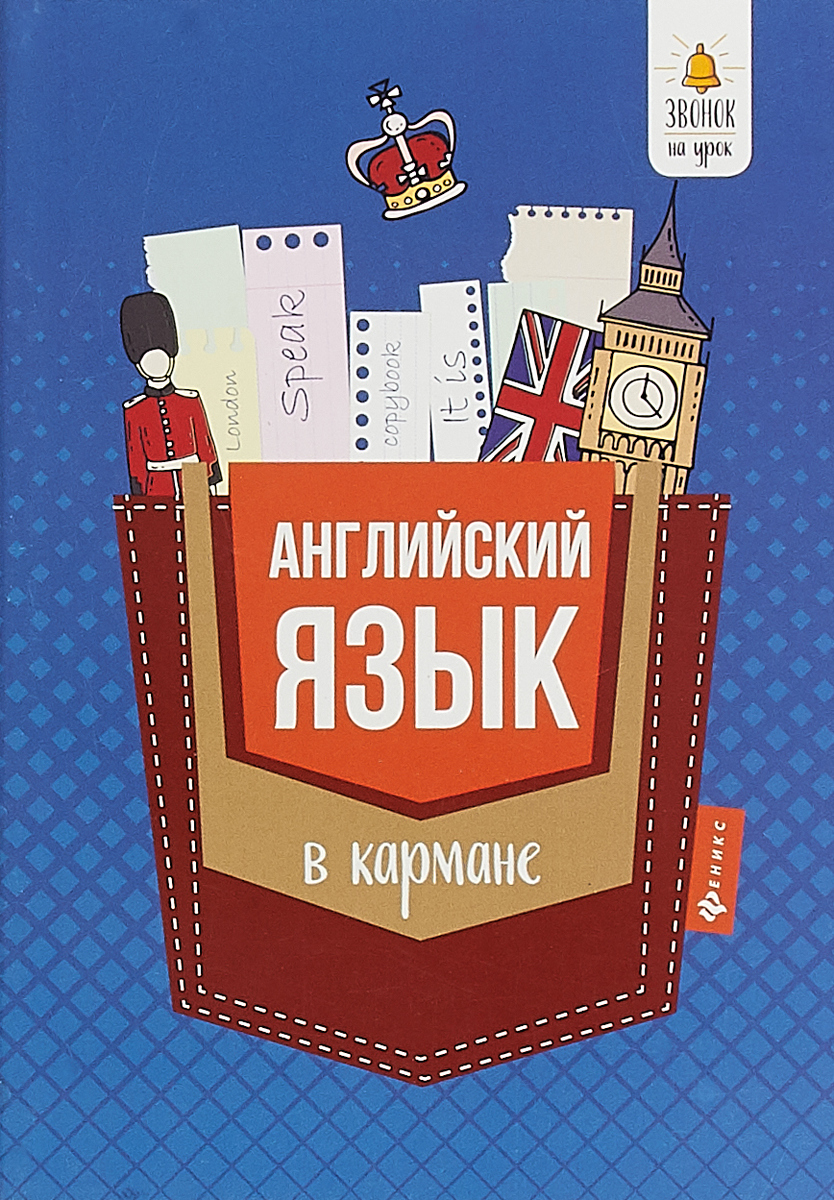 ЗВОНОК
на урок
London
Speak
copybook
It is
АНГЛИЙСКИЙ
ЯЗЫК
в кармане
ФЕНИКС